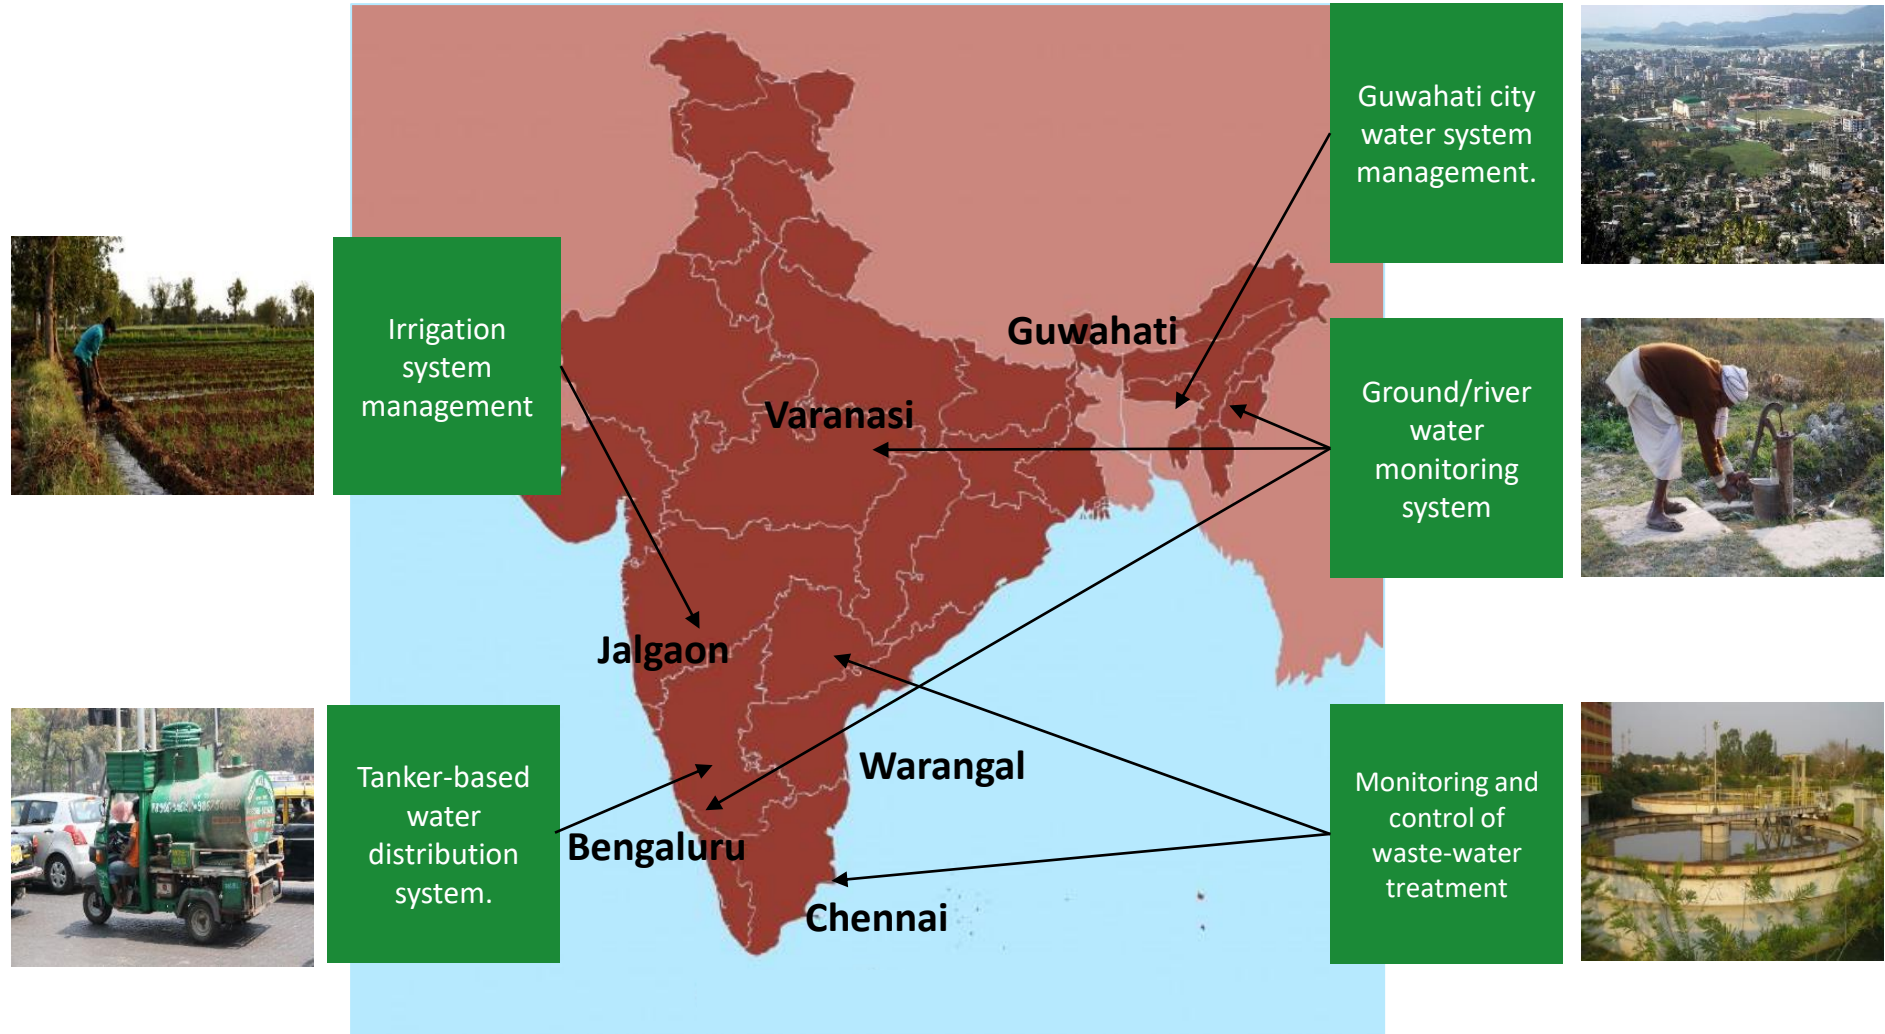 Guwahati city
water system
management.
Irrigation
system
management
Guwahati
Varanasi
Ground/river
water
monitoring
system
Jalgaon
Tanker-based
water
distribution
system.
Warangal
Bengaluru
Chennai
Monitoring and
control of
waste-water
treatment